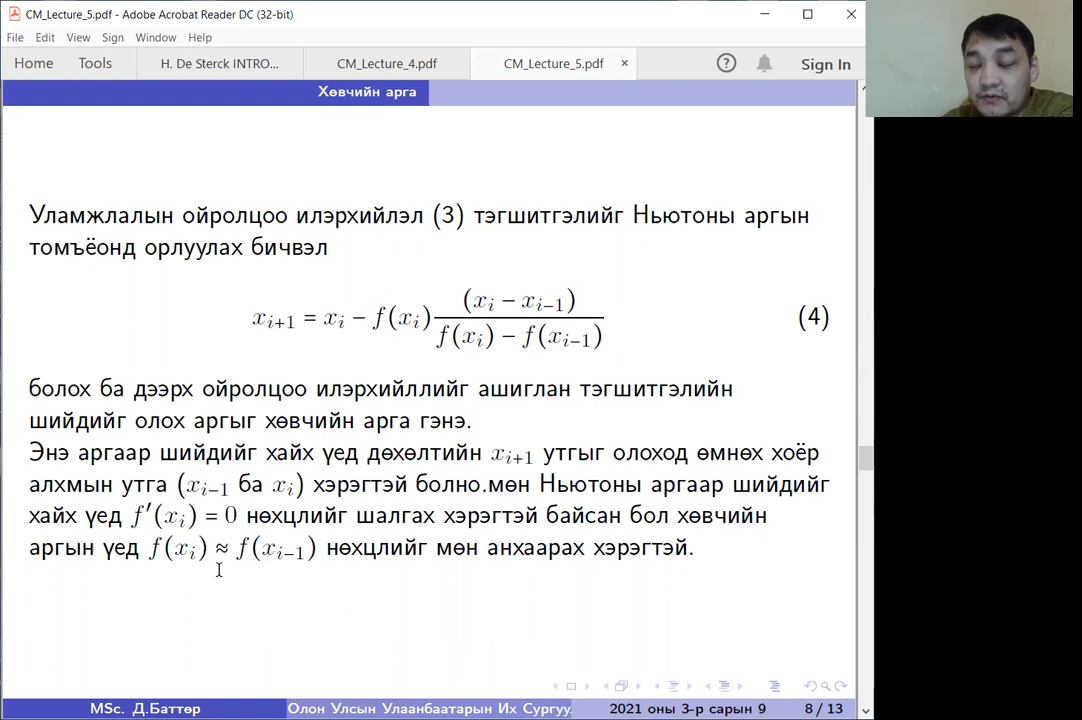 CM_Lecture_5.pdf - Adobe Acrobat Reader DC (32-bit)
File Edit View Sign Window Help
Home Tools H. De Sterck INTRO... CM_Lecture_4.pdf CM_Lecture_5.pdf × Sign In
Хөвчийн арга
Уламжлалын ойролцоо илэрхийлэл (3) тэгшитгэлийг Ньютоны аргын
томъёонд орлуулах бичвэл
x_{i+1} = x_i − f(x_i) (x_i − x_{i−1}) / (f(x_i) − f(x_{i−1})) (4)
болох ба дээрх ойролцоо илэрхийллийг ашиглан тэгшитгэлийн
шийдийг олох аргыг хөвчийн арга гэнэ.
Энэ аргаар шийдийг хайх үед дөхөлтийн x_{i+1} утгыг олоход өмнөх хоёр
алхмын утга (x_{i−1} ба x_i) хэрэгтэй болно.мөн Ньютоны аргаар шийдийг
хайх үед f′(x_i) = 0 нөхцлийг шалгах хэрэгтэй байсан бол хөвчийн
аргын үед f(x_i) ≈ f(x_{i−1}) нөхцлийг мөн анхаарах хэрэгтэй.
MSc. Д.Баттөр Олон Улсын Улаанбаатарын Их Сургуу. 2021 оны 3-р сарын 9 8 / 13